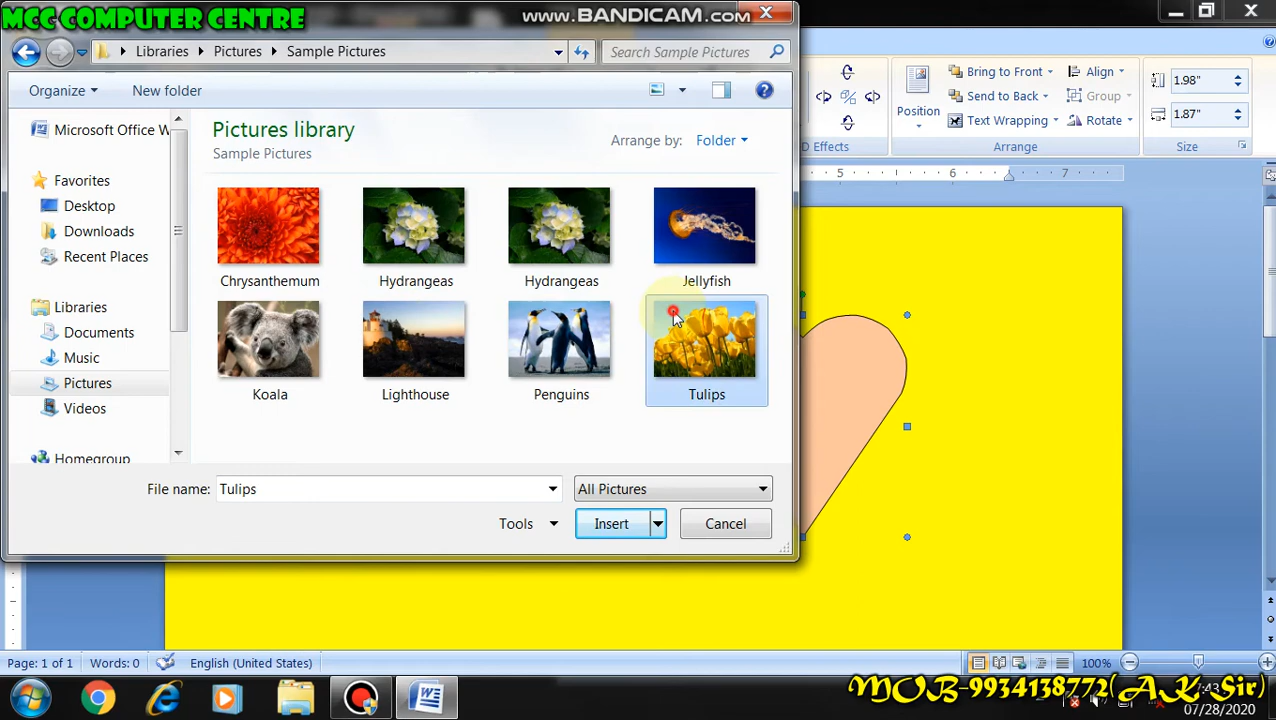 MCC COMPUTER CENTRE
www.BANDICAM.com
Libraries Pictures Sample Pictures
Search Sample Pictures
Organize New folder
Microsoft Office W
Favorites
Desktop
Downloads
Recent Places
Libraries
Documents
Music
Pictures
Videos
Homegroup
Pictures library
Sample Pictures
Arrange by: Folder
Chrysanthemum
Hydrangeas
Hydrangeas
Jellyfish
Koala
Lighthouse
Penguins
Tulips
File name: Tulips
All Pictures
Tools Insert Cancel
Position
Bring to Front
Send to Back
Text Wrapping
Align
Group
Rotate
Arrange
1.98"
1.87"
Size
D Effects
5 6 7
Page: 1 of 1 Words: 0 English (United States) 100%
MOB-9934138772(A.K.Sir)
07/28/2020